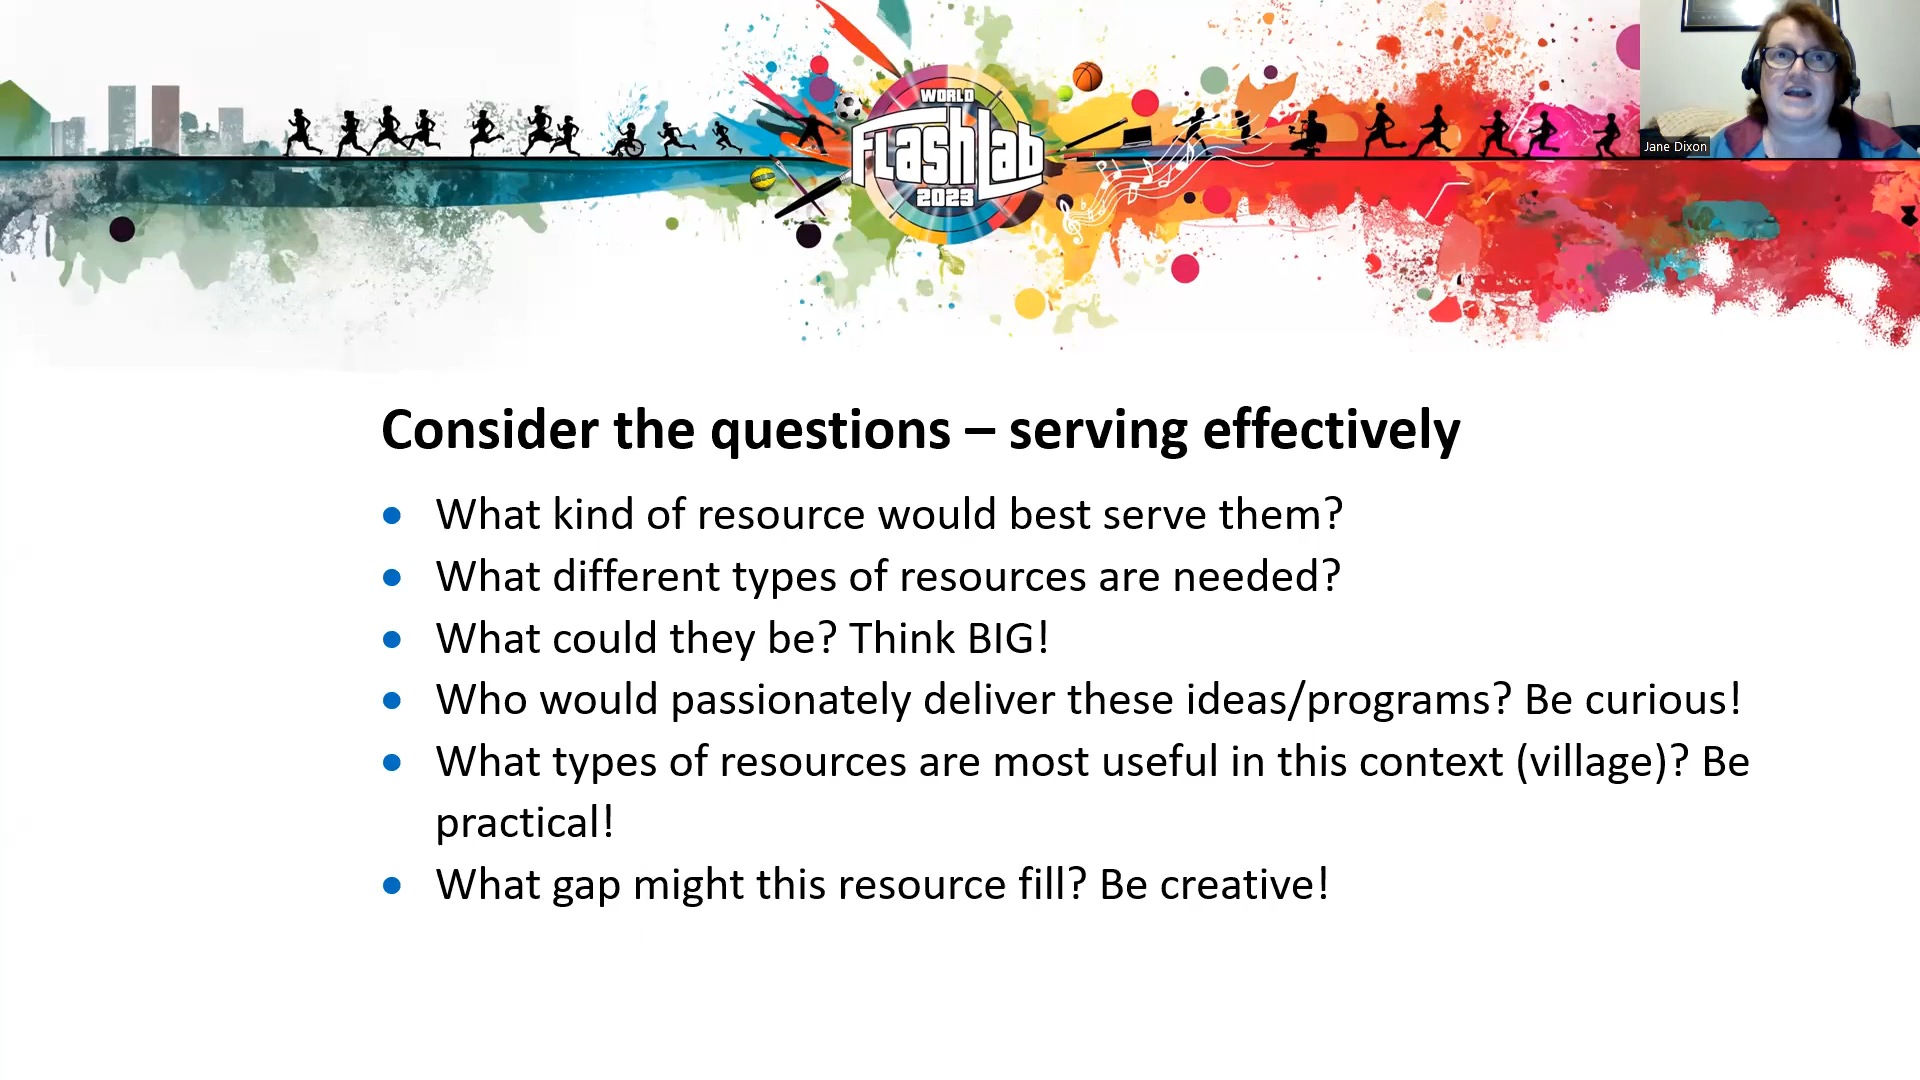 WORLD
FlashLab
2023
Jane Dixon
Consider the questions – serving effectively
• What kind of resource would best serve them?
• What different types of resources are needed?
• What could they be? Think BIG!
• Who would passionately deliver these ideas/programs? Be curious!
• What types of resources are most useful in this context (village)? Be
practical!
• What gap might this resource fill? Be creative!